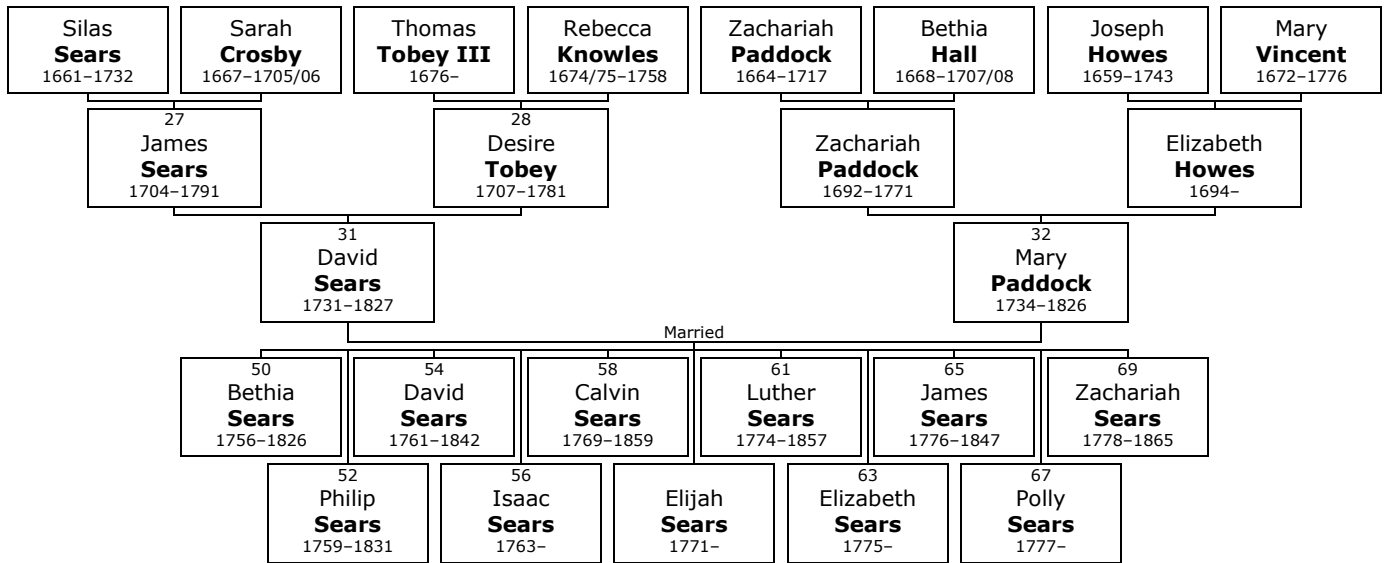 Silas
Sears
1661–1732
Sarah
Crosby
1667–1705/06
Thomas
Tobey III
1676–
Rebecca
Knowles
1674/75–1758
Zachariah
Paddock
1664–1717
Bethia
Hall
1668–1707/08
Joseph
Howes
1659–1743
Mary
Vincent
1672–1776
27
James
Sears
1704–1791
28
Desire
Tobey
1707–1781
Zachariah
Paddock
1692–1771
Elizabeth
Howes
1694–
31
David
Sears
1731–1827
32
Mary
Paddock
1734–1826
Married
50
Bethia
Sears
1756–1826
54
David
Sears
1761–1842
58
Calvin
Sears
1769–1859
61
Luther
Sears
1774–1857
65
James
Sears
1776–1847
69
Zachariah
Sears
1778–1865
52
Philip
Sears
1759–1831
56
Isaac
Sears
1763–
Elijah
Sears
1771–
63
Elizabeth
Sears
1775–
67
Polly
Sears
1777–